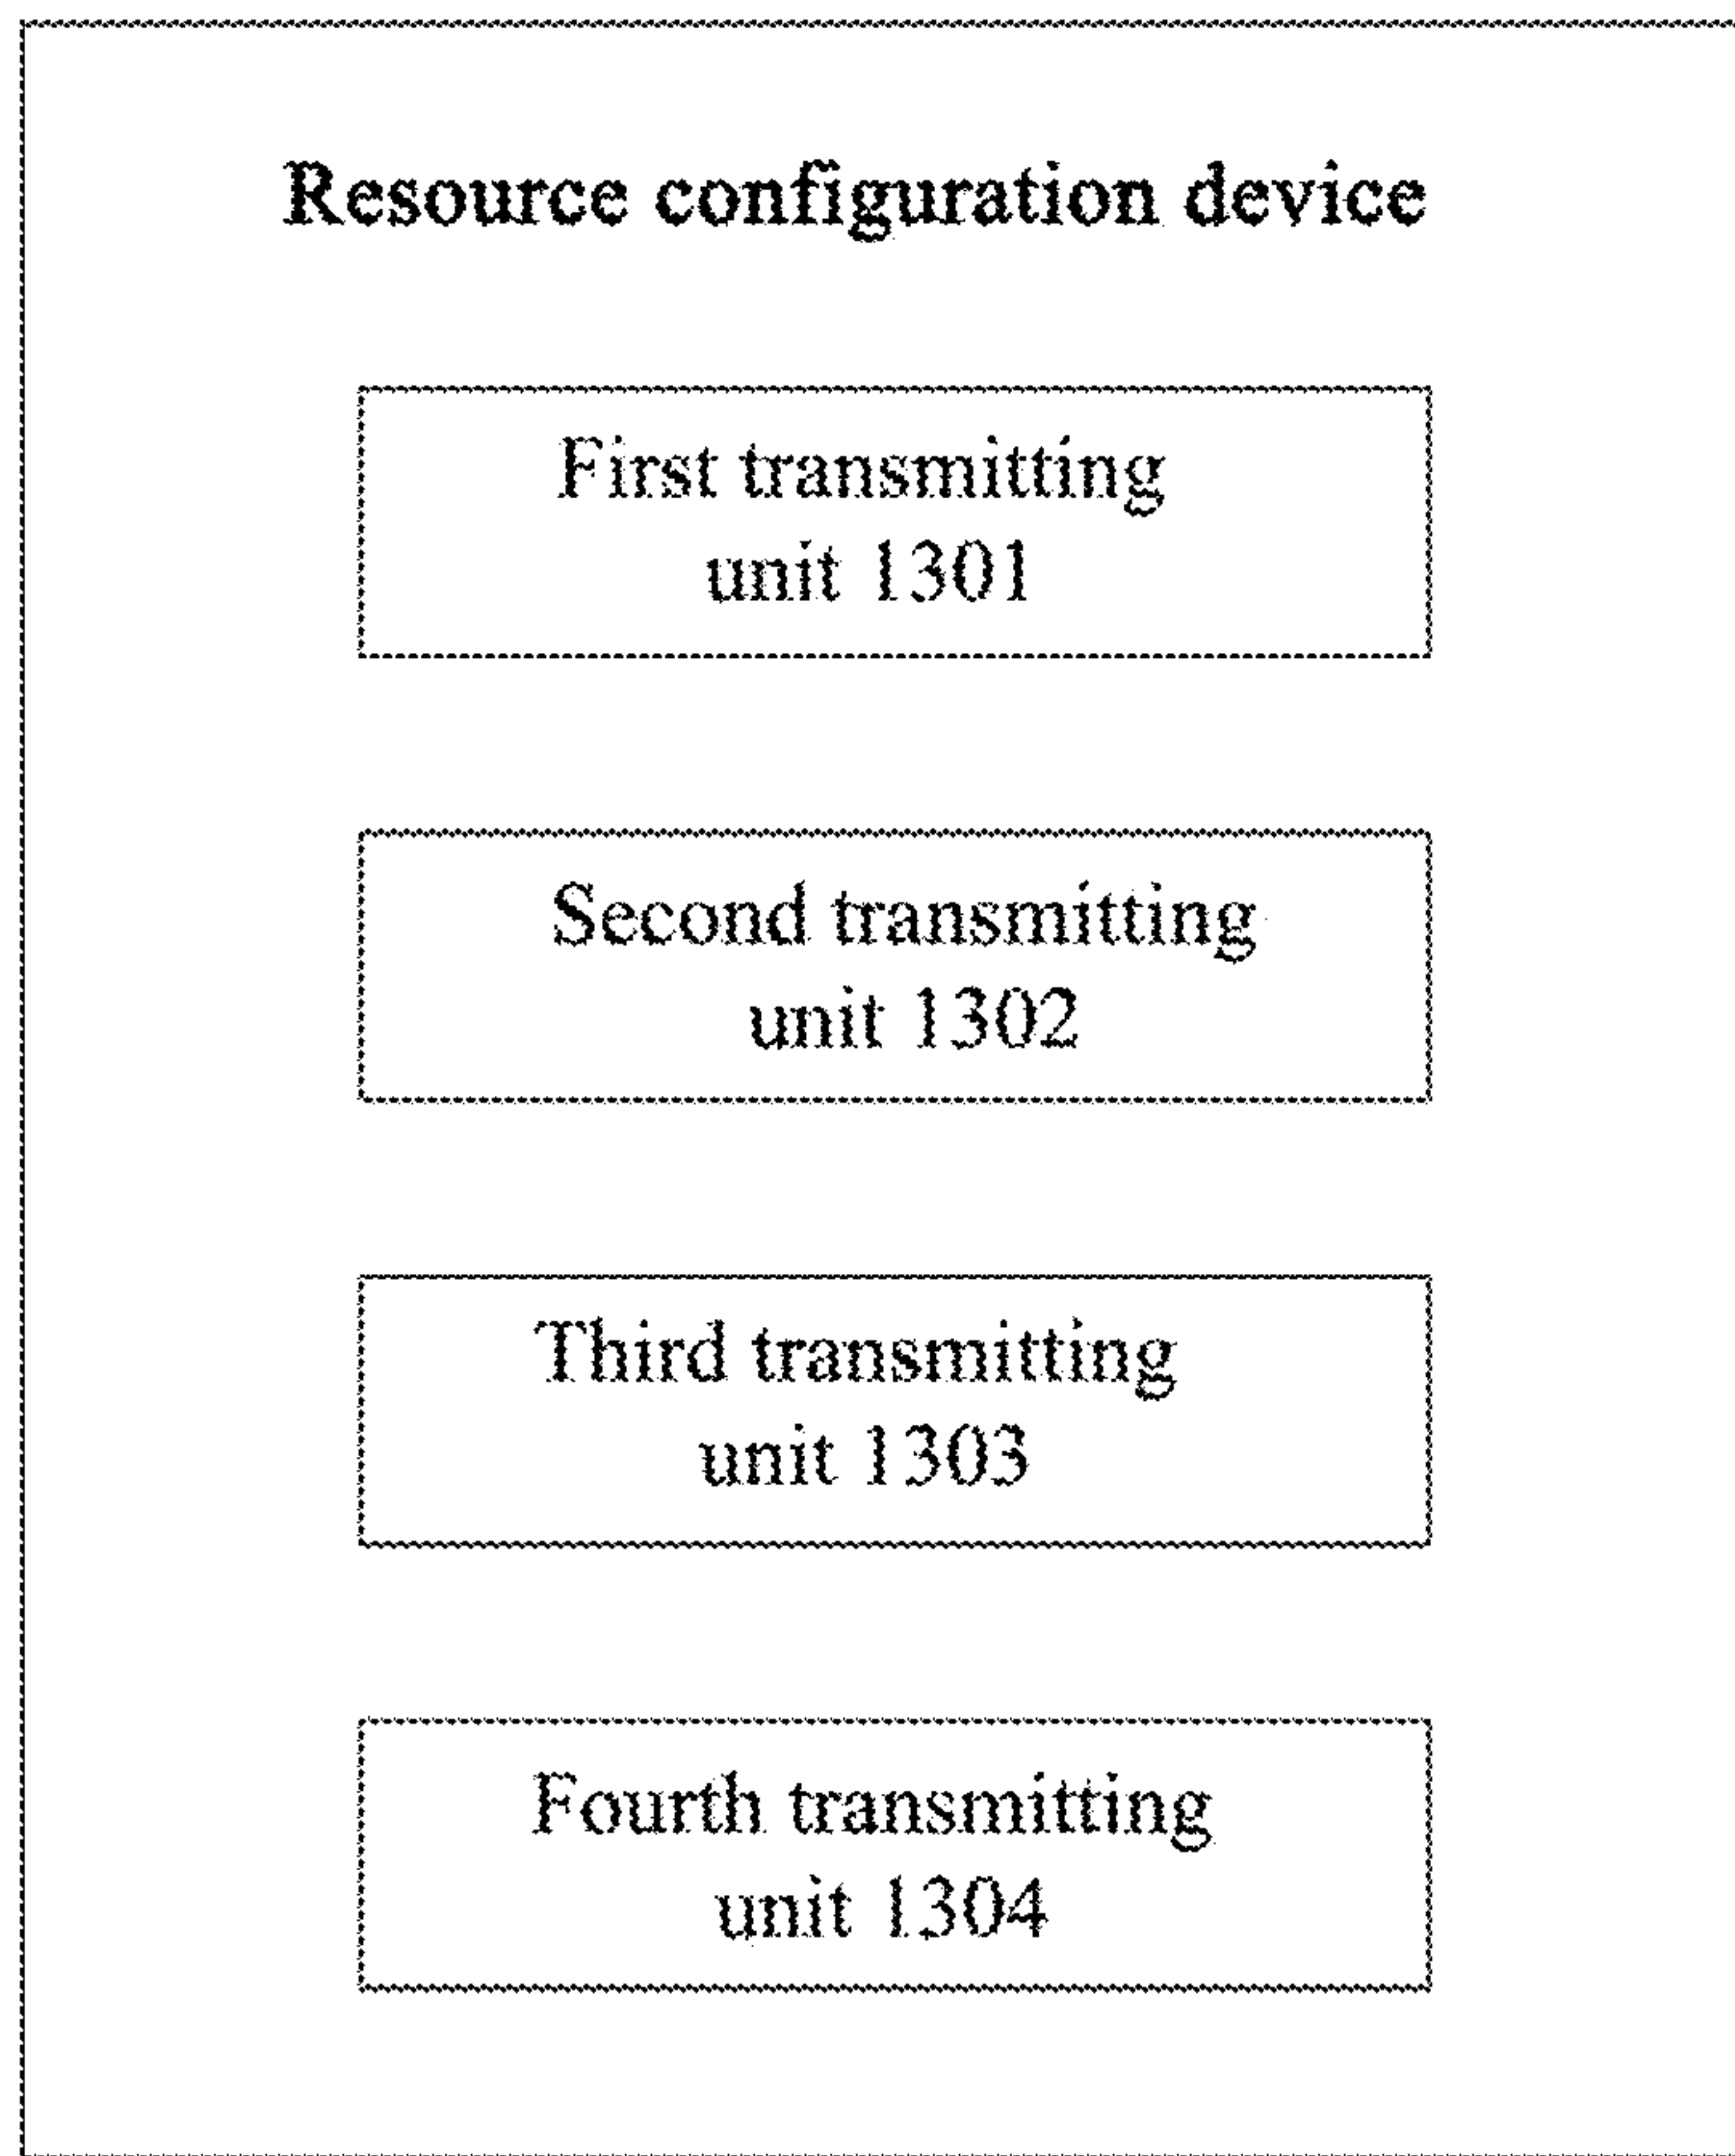 Resource configuration device
First transmitting
unit 1301
Second transmitting
unit 1302
Third transmitting
unit 1303
Fourth transmitting
unit 1304